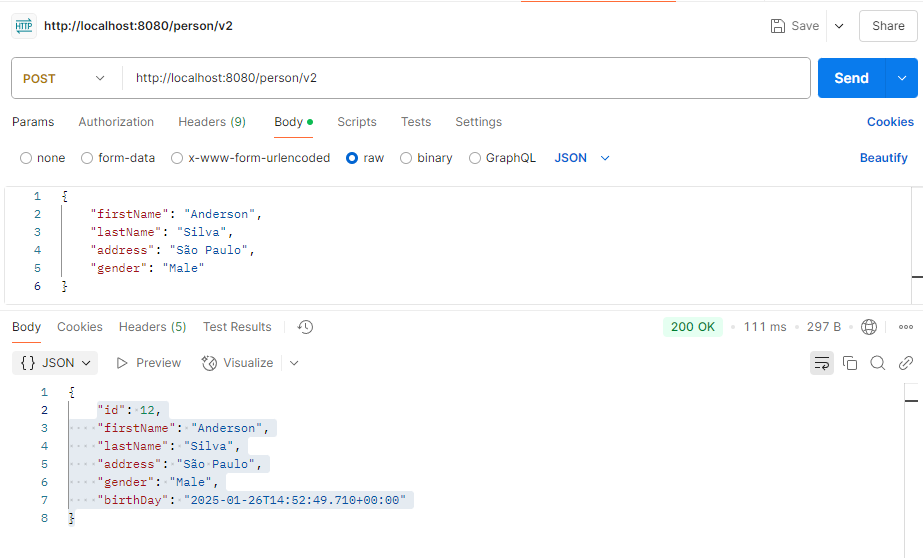 HTTP http://localhost:8080/person/v2 Save Share
POST http://localhost:8080/person/v2 Send
Params Authorization Headers (9) Body Scripts Tests Settings Cookies
none form-data x-www-form-urlencoded raw binary GraphQL JSON Beautify
1 {
2 "firstName": "Anderson",
3 "lastName": "Silva",
4 "address": "São Paulo",
5 "gender": "Male"
6 }
Body Cookies Headers (5) Test Results 200 OK • 111 ms • 297 B
{} JSON Preview Visualize
1 {
2 "id": 12,
3 "firstName": "Anderson",
4 "lastName": "Silva",
5 "address": "São Paulo",
6 "gender": "Male",
7 "birthDay": "2025-01-26T14:52:49.710+00:00"
8 }